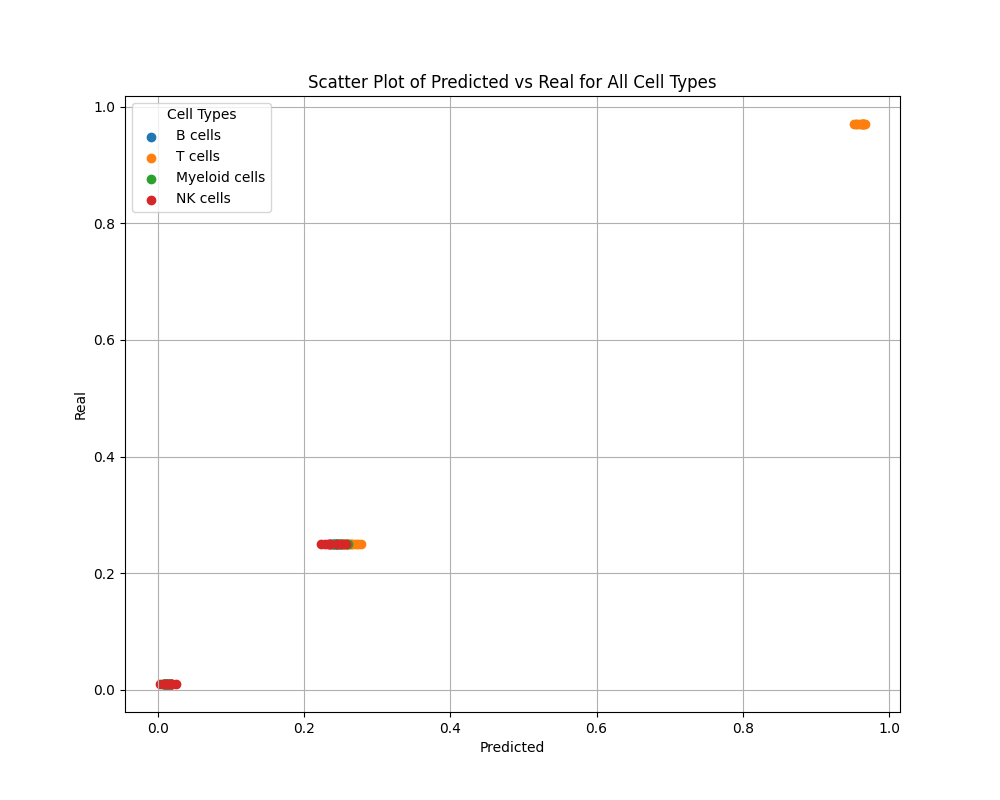 Scatter Plot of Predicted vs Real for All Cell Types
Cell Types
B cells
T cells
Myeloid cells
NK cells
1.0
0.8
0.6
0.4
0.2
0.0
Real
0.0 0.2 0.4 0.6 0.8 1.0
Predicted